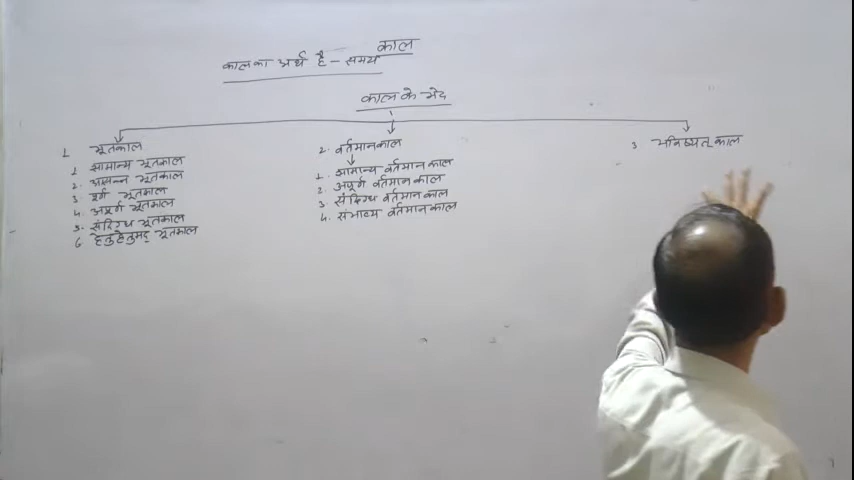 काल
काल का अर्थ है - समय
काल के भेद
1 भूतकाल
1 सामान्य भूतकाल
2. आसन्न भूतकाल
3 पूर्ण भूतकाल
4. अपूर्ण भूतकाल
5. संदिग्ध भूतकाल
6 हेतुहेतुमद् भूतकाल
2. वर्तमानकाल
1. सामान्य वर्तमान काल
2. अपूर्ण वर्तमान काल
3. संदिग्ध वर्तमान काल
4. संभाव्य वर्तमान काल
3 भविष्यत् काल